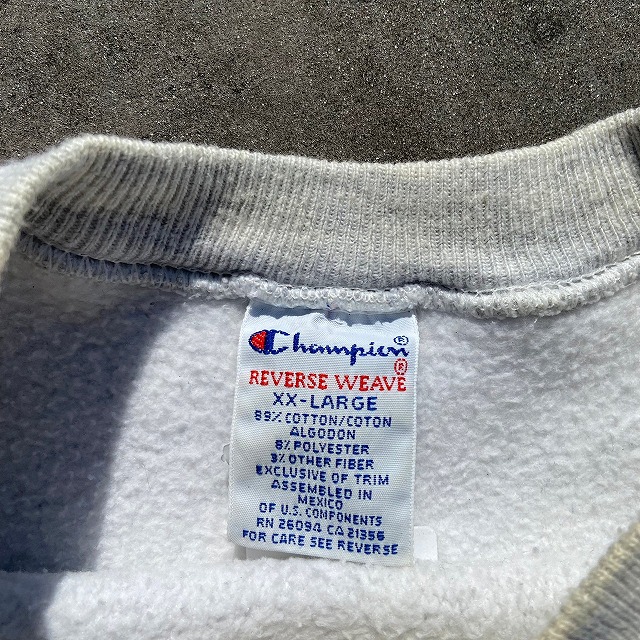 Champion®
REVERSE WEAVE®
XX-LARGE
89% COTTON/COTON
ALGODON
8% POLYESTER
3% OTHER FIBER
EXCLUSIVE OF TRIM
ASSEMBLED IN
MEXICO
OF U.S. COMPONENTS
RN 26094 CA 21356
FOR CARE SEE REVERSE